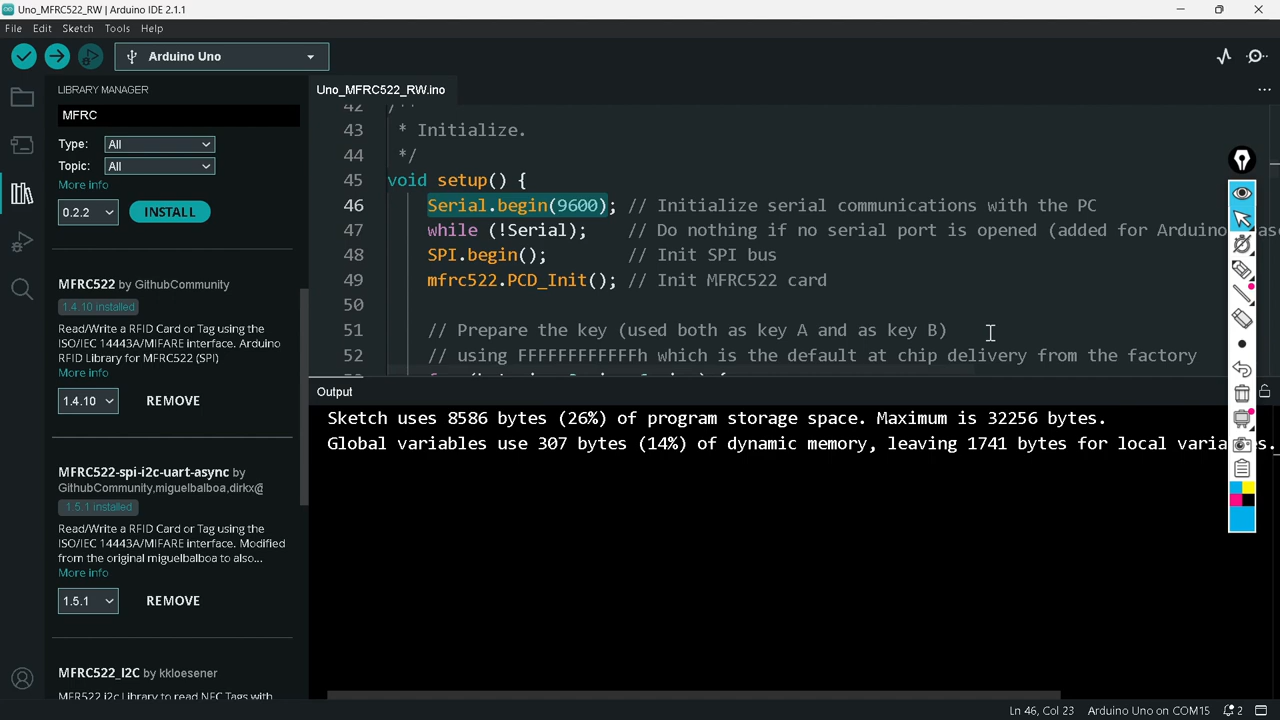 Uno_MFRC522_RW | Arduino IDE 2.1.1
File Edit Sketch Tools Help
Arduino Uno
LIBRARY MANAGER
MFRC
Type: All
Topic: All
More info
0.2.2 INSTALL
MFRC522 by GithubCommunity
1.4.10 installed
Read/Write a RFID Card or Tag using the
ISO/IEC 14443A/MIFARE interface. Arduino
RFID Library for MFRC522 (SPI)
More info
1.4.10 REMOVE
MFRC522-spi-i2c-uart-async by
GithubCommunity,miguelbalboa,dirkx@
1.5.1 installed
Read/Write a RFID Card or Tag using the
ISO/IEC 14443A/MIFARE interface. Modified
from the original miguelbalboa to also...
More info
1.5.1 REMOVE
MFRC522_I2C by kkloesener
MFR522 i2c Library to read NFC Tags with
Uno_MFRC522_RW.ino
42 /**
43 * Initialize.
44 */
45 void setup() {
46 Serial.begin(9600); // Initialize serial communications with the PC
47 while (!Serial); // Do nothing if no serial port is opened (added for Arduino
48 SPI.begin(); // Init SPI bus
49 mfrc522.PCD_Init(); // Init MFRC522 card
50
51 // Prepare the key (used both as key A and as key B)
52 // using FFFFFFFFFFFFh which is the default at chip delivery from the factory
Output
Sketch uses 8586 bytes (26%) of program storage space. Maximum is 32256 bytes.
Global variables use 307 bytes (14%) of dynamic memory, leaving 1741 bytes for local
Ln 46, Col 23 Arduino Uno on COM15 2